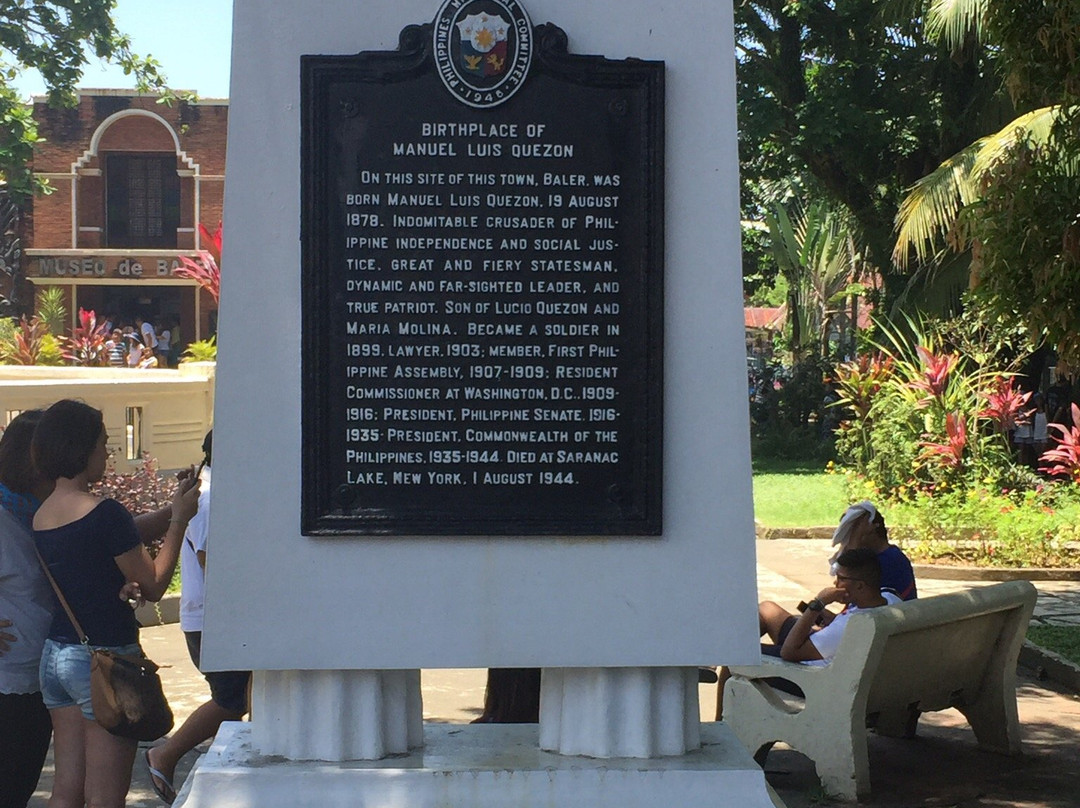 PHILIPPINES HISTORICAL COMMITTEE
· 1948 ·
BIRTHPLACE OF
MANUEL LUIS QUEZON
ON THIS SITE OF THIS TOWN, BALER, WAS
BORN MANUEL LUIS QUEZON, 19 AUGUST
1878. INDOMITABLE CRUSADER OF PHIL-
IPPINE INDEPENDENCE AND SOCIAL JUS-
TICE, GREAT AND FIERY STATESMAN,
DYNAMIC AND FAR-SIGHTED LEADER, AND
TRUE PATRIOT. SON OF LUCIO QUEZON AND
MARIA MOLINA. BECAME A SOLDIER IN
1899, LAWYER, 1903; MEMBER, FIRST PHIL-
IPPINE ASSEMBLY, 1907-1909; RESIDENT
COMMISSIONER AT WASHINGTON, D.C., 1909-
1916; PRESIDENT, PHILIPPINE SENATE, 1916-
1935. PRESIDENT, COMMONWEALTH OF THE
PHILIPPINES, 1935-1944. DIED AT SARANAC
LAKE, NEW YORK, 1 AUGUST 1944.
MUSEO de BA